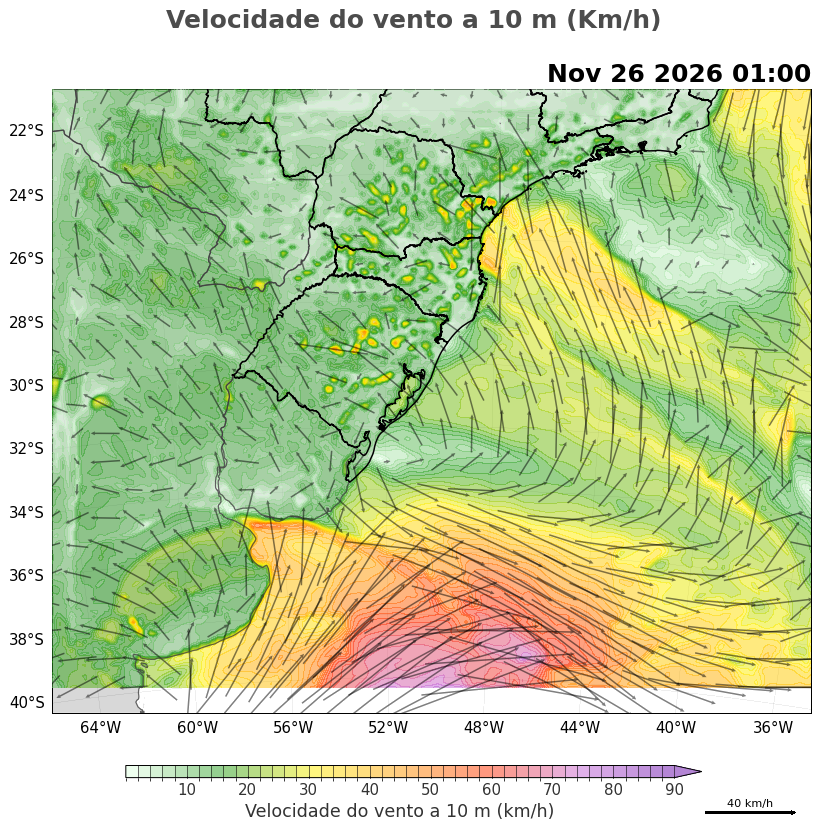 Velocidade do vento a 10 m (Km/h)
Nov 26 2026 01:00
22°S
24°S
26°S
28°S
30°S
32°S
34°S
36°S
38°S
40°S
64°W 60°W 56°W 52°W 48°W 44°W 40°W 36°W
10 20 30 40 50 60 70 80 90
Velocidade do vento a 10 m (km/h)
40 km/h